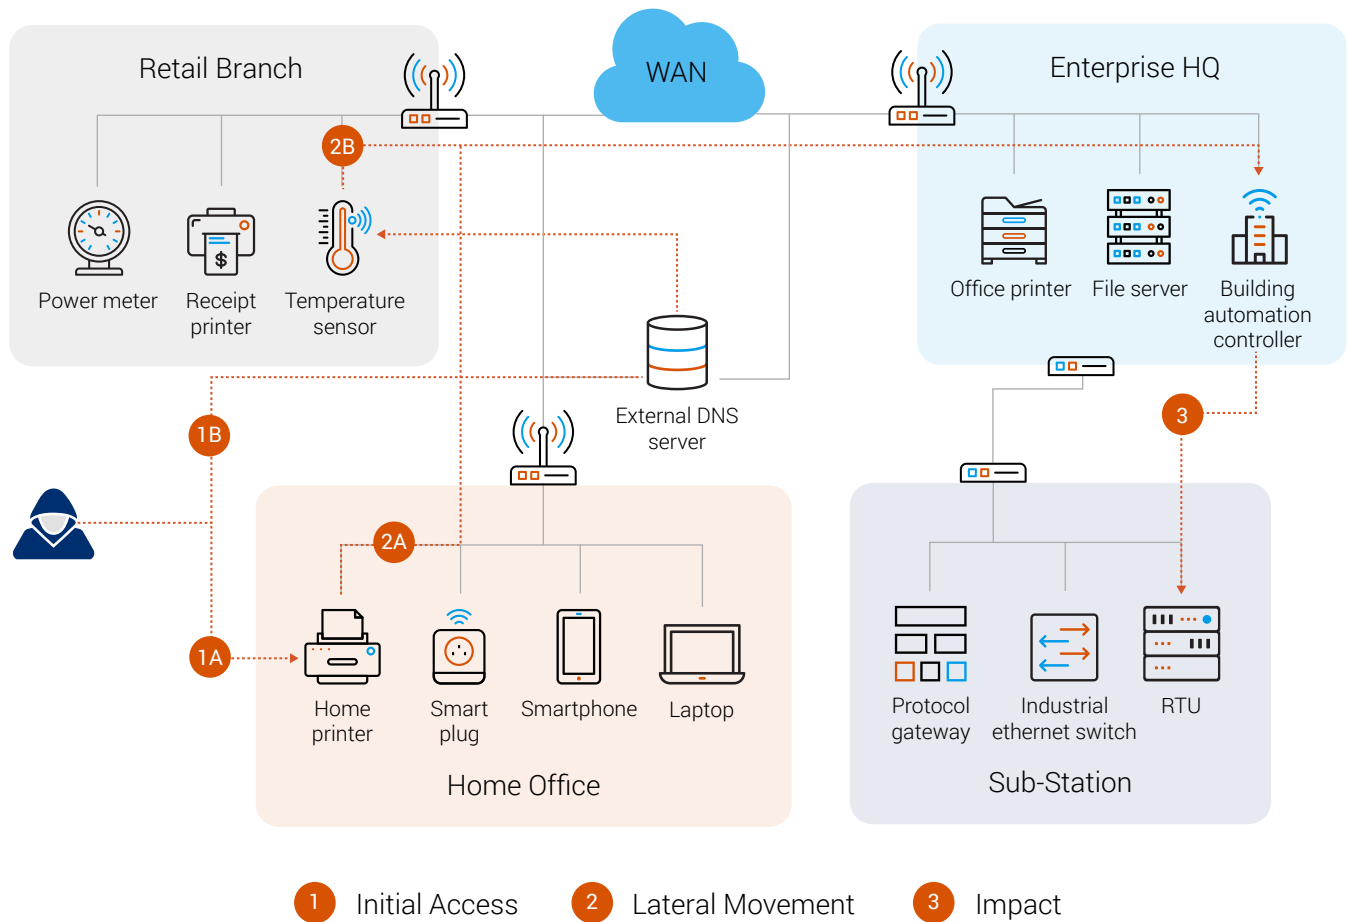 Retail Branch
WAN
Enterprise HQ
2B
$
Power meter
Receipt
printer
Temperature
sensor
Office printer
File server
Building
automation
controller
External DNS
server
1B
3
2A
1A
Home
printer
Smart
plug
Smartphone
Laptop
Home Office
Protocol
gateway
Industrial
ethernet switch
RTU
Sub-Station
1 Initial Access
2 Lateral Movement
3 Impact